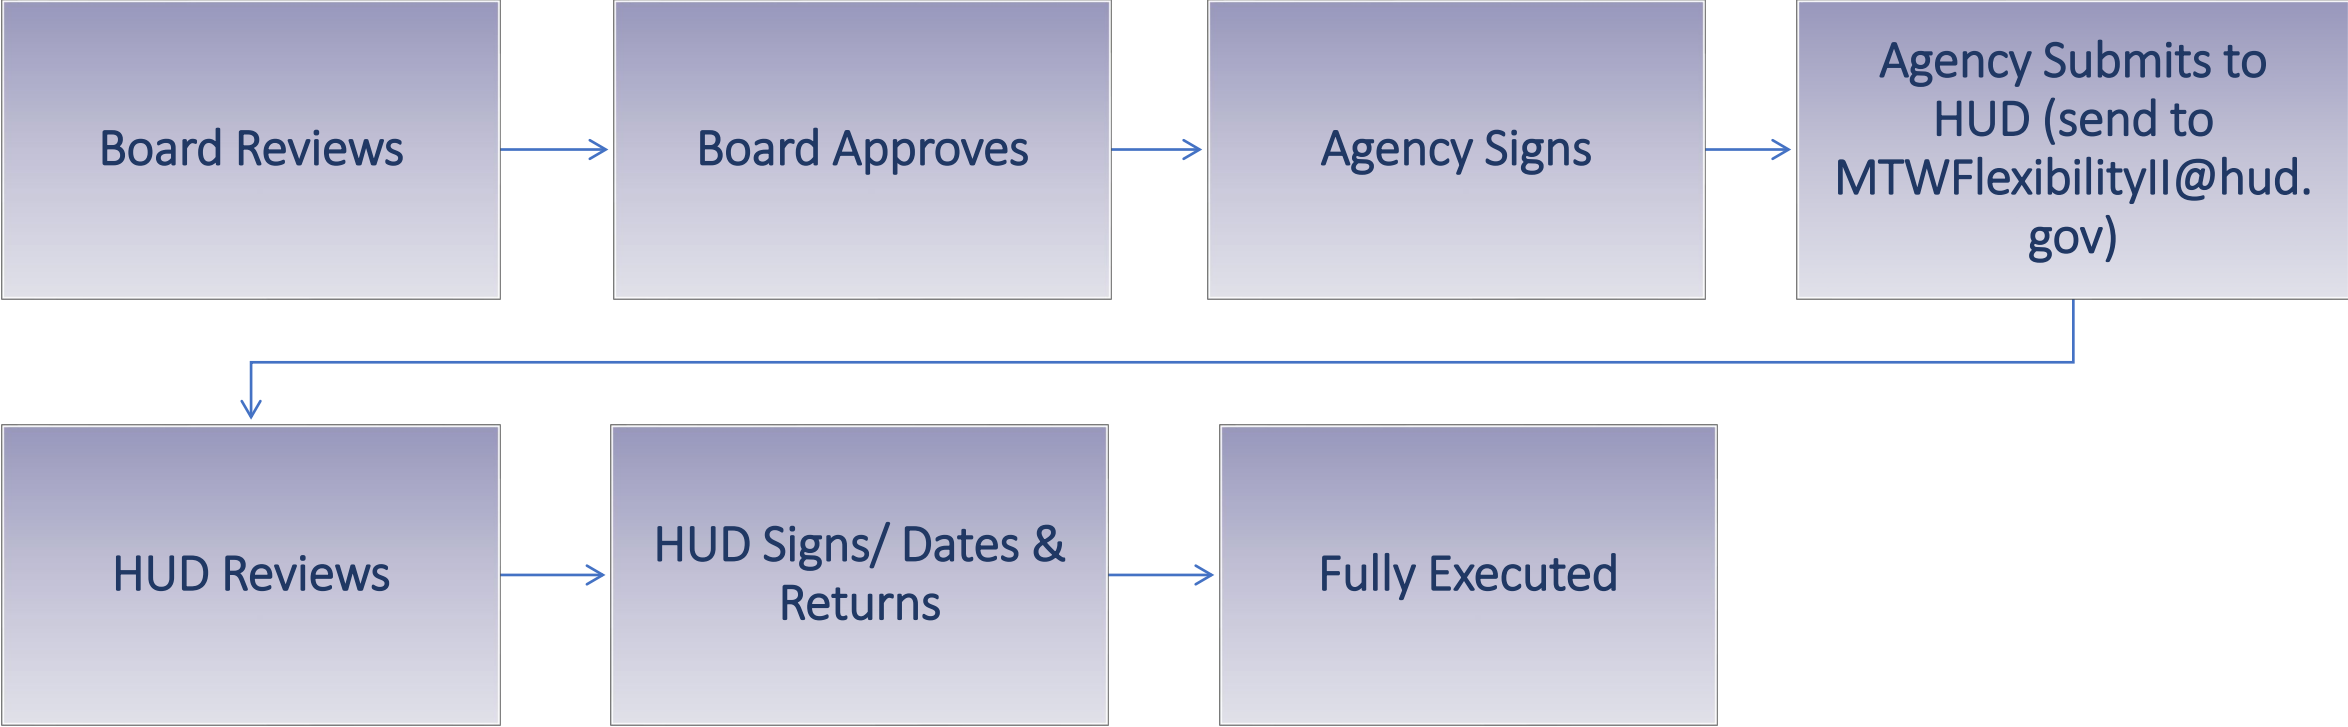 Board Reviews
Board Approves
Agency Signs
Agency Submits to
HUD (send to
MTWFlexibilityII@hud.
gov)
HUD Reviews
HUD Signs/ Dates &
Returns
Fully Executed